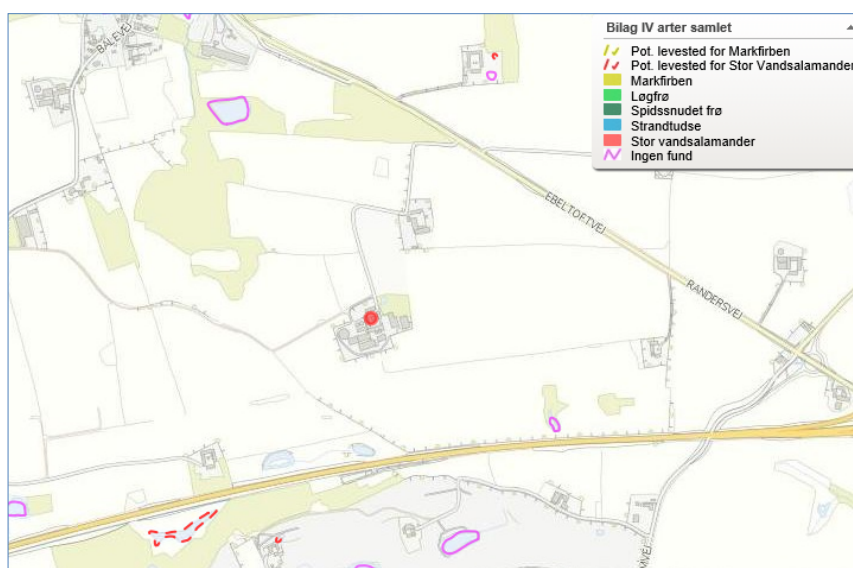 BALEVEJ
Bilag IV arter samlet
Pot. levested for Markfirben
Pot. levested for Stor Vandsalamander
Markfirben
Løgfrø
Spidssnudet frø
Strandtudse
Stor vandsalamander
Ingen fund
EBELTOFTVEJ
RANDERSVEJ